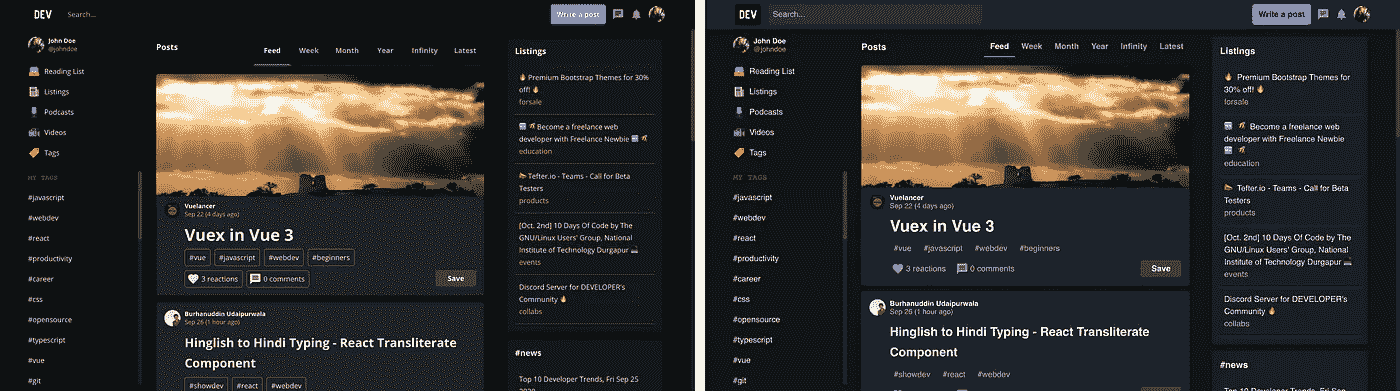 DEV
Search...
Write a post
John Doe
@johndoe
Reading List
Listings
Podcasts
Videos
Tags
MY TAGS
#javascript
#webdev
#react
#productivity
#career
#css
#opensource
#typescript
#vue
#git
Posts
Feed Week Month Year Infinity Latest
Vuelancer
Sep 22 (4 days ago)
Vuex in Vue 3
#vue #javascript #webdev #beginners
3 reactions 0 comments
Save
Burhanuddin Udaipurwala
Sep 26 (1 hour ago)
Hinglish to Hindi Typing - React Transliterate
Component
#showdev #react #webdev
Listings
Premium Bootstrap Themes for 30%
off!
forsale
Become a freelance web
developer with Freelance Newbie
education
Tefter.io - Teams - Call for Beta
Testers
products
[Oct. 2nd] 10 Days Of Code by The
GNU/Linux Users' Group, National
Institute of Technology Durgapur
events
Discord Server for DEVELOPER's
Community
collabs
#news
Top 10 Developer Trends, Fri Sep 25
2020
DEV
Search...
Write a post
John Doe
@johndoe
Reading List
Listings
Podcasts
Videos
Tags
MY TAGS
#javascript
#webdev
#react
#productivity
#career
#css
#opensource
#typescript
#vue
#git
Posts
Feed Week Month Year Infinity Latest
Vuelancer
Sep 22 (4 days ago)
Vuex in Vue 3
#vue #javascript #webdev #beginners
3 reactions 0 comments
Save
Burhanuddin Udaipurwala
Sep 26 (1 hour ago)
Hinglish to Hindi Typing - React Transliterate
Component
#showdev #react #webdev
Listings
Premium Bootstrap Themes for
30% off!
forsale
Become a freelance web
developer with Freelance Newbie
education
Tefter.io - Teams - Call for Beta
Testers
products
[Oct. 2nd] 10 Days Of Code by The
GNU/Linux Users' Group, National
Institute of Technology Durgapur
events
Discord Server for DEVELOPER's
Community
collabs
#news
Top 10 Developer Trends, Fri Sep